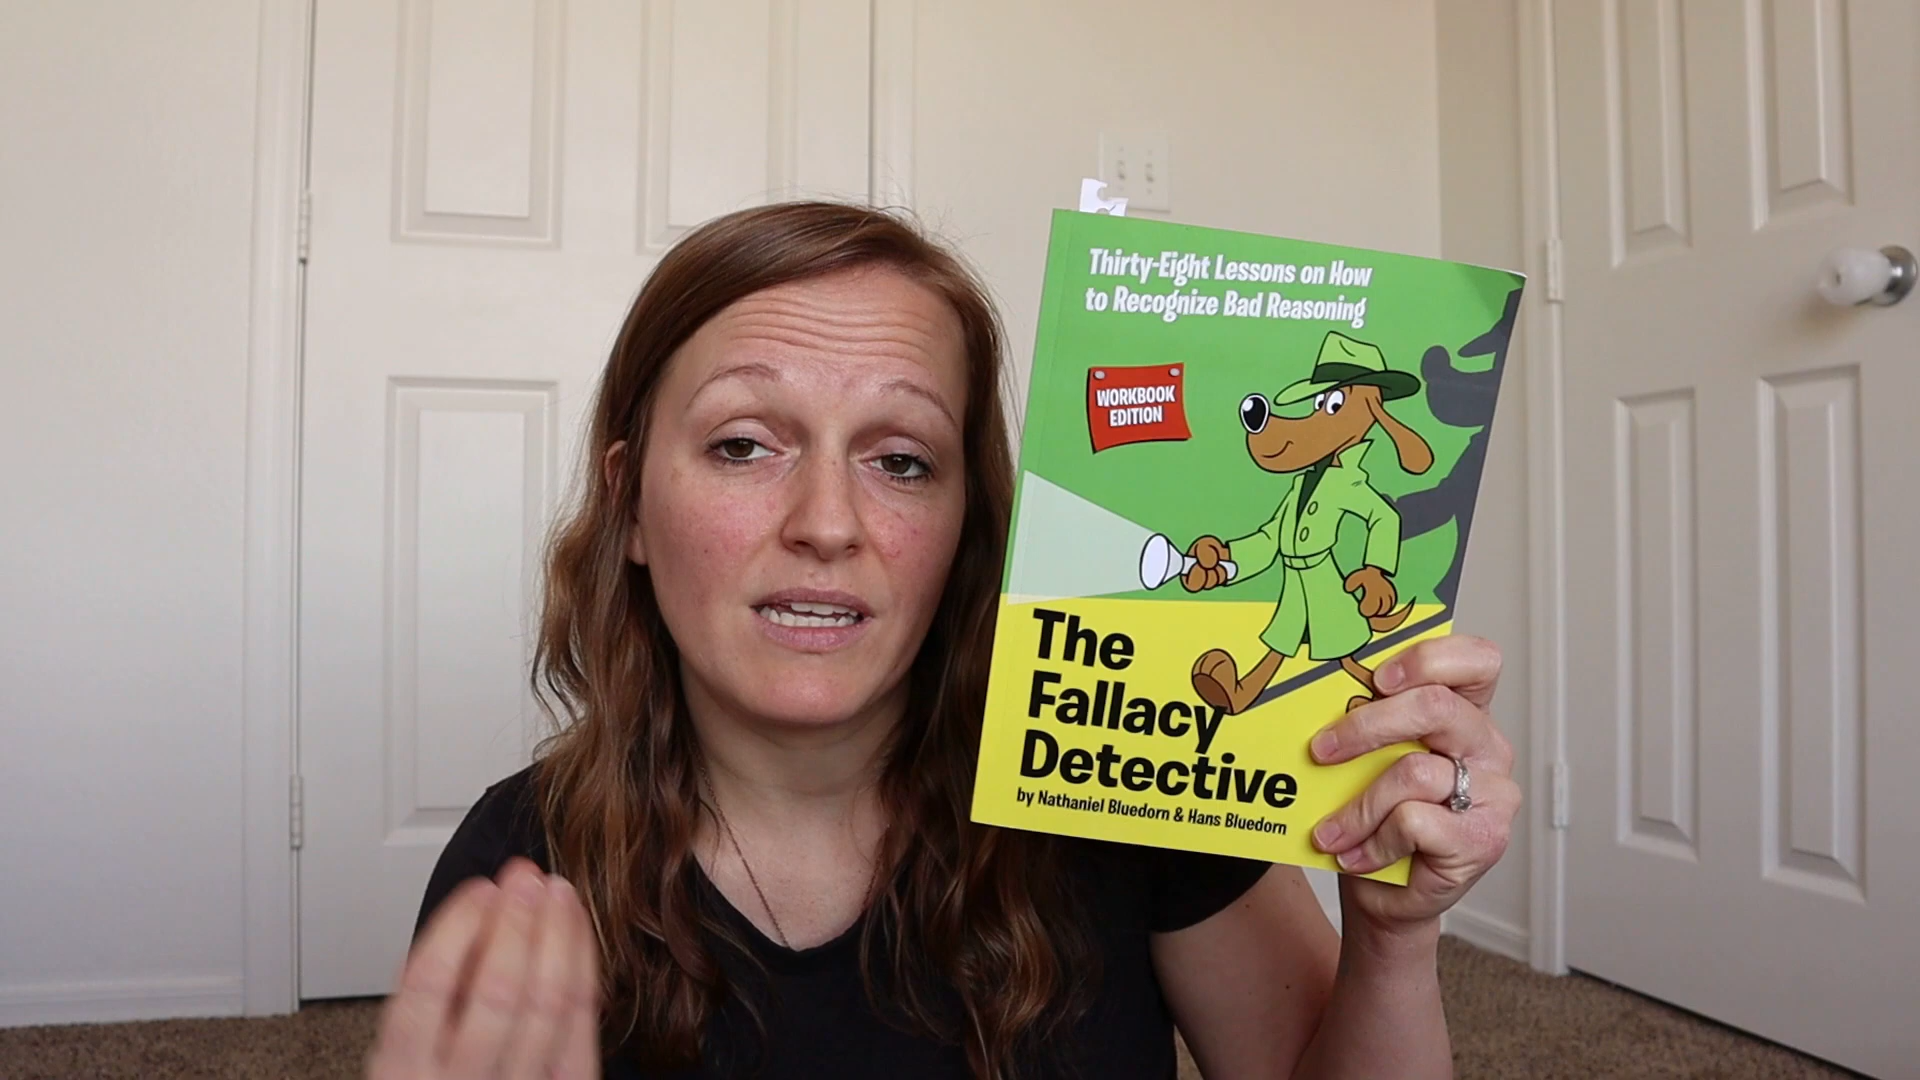 Thirty-Eight Lessons on How
to Recognize Bad Reasoning
WORKBOOK
EDITION
The
Fallacy
Detective
by Nathaniel Bluedorn & Hans Bluedorn